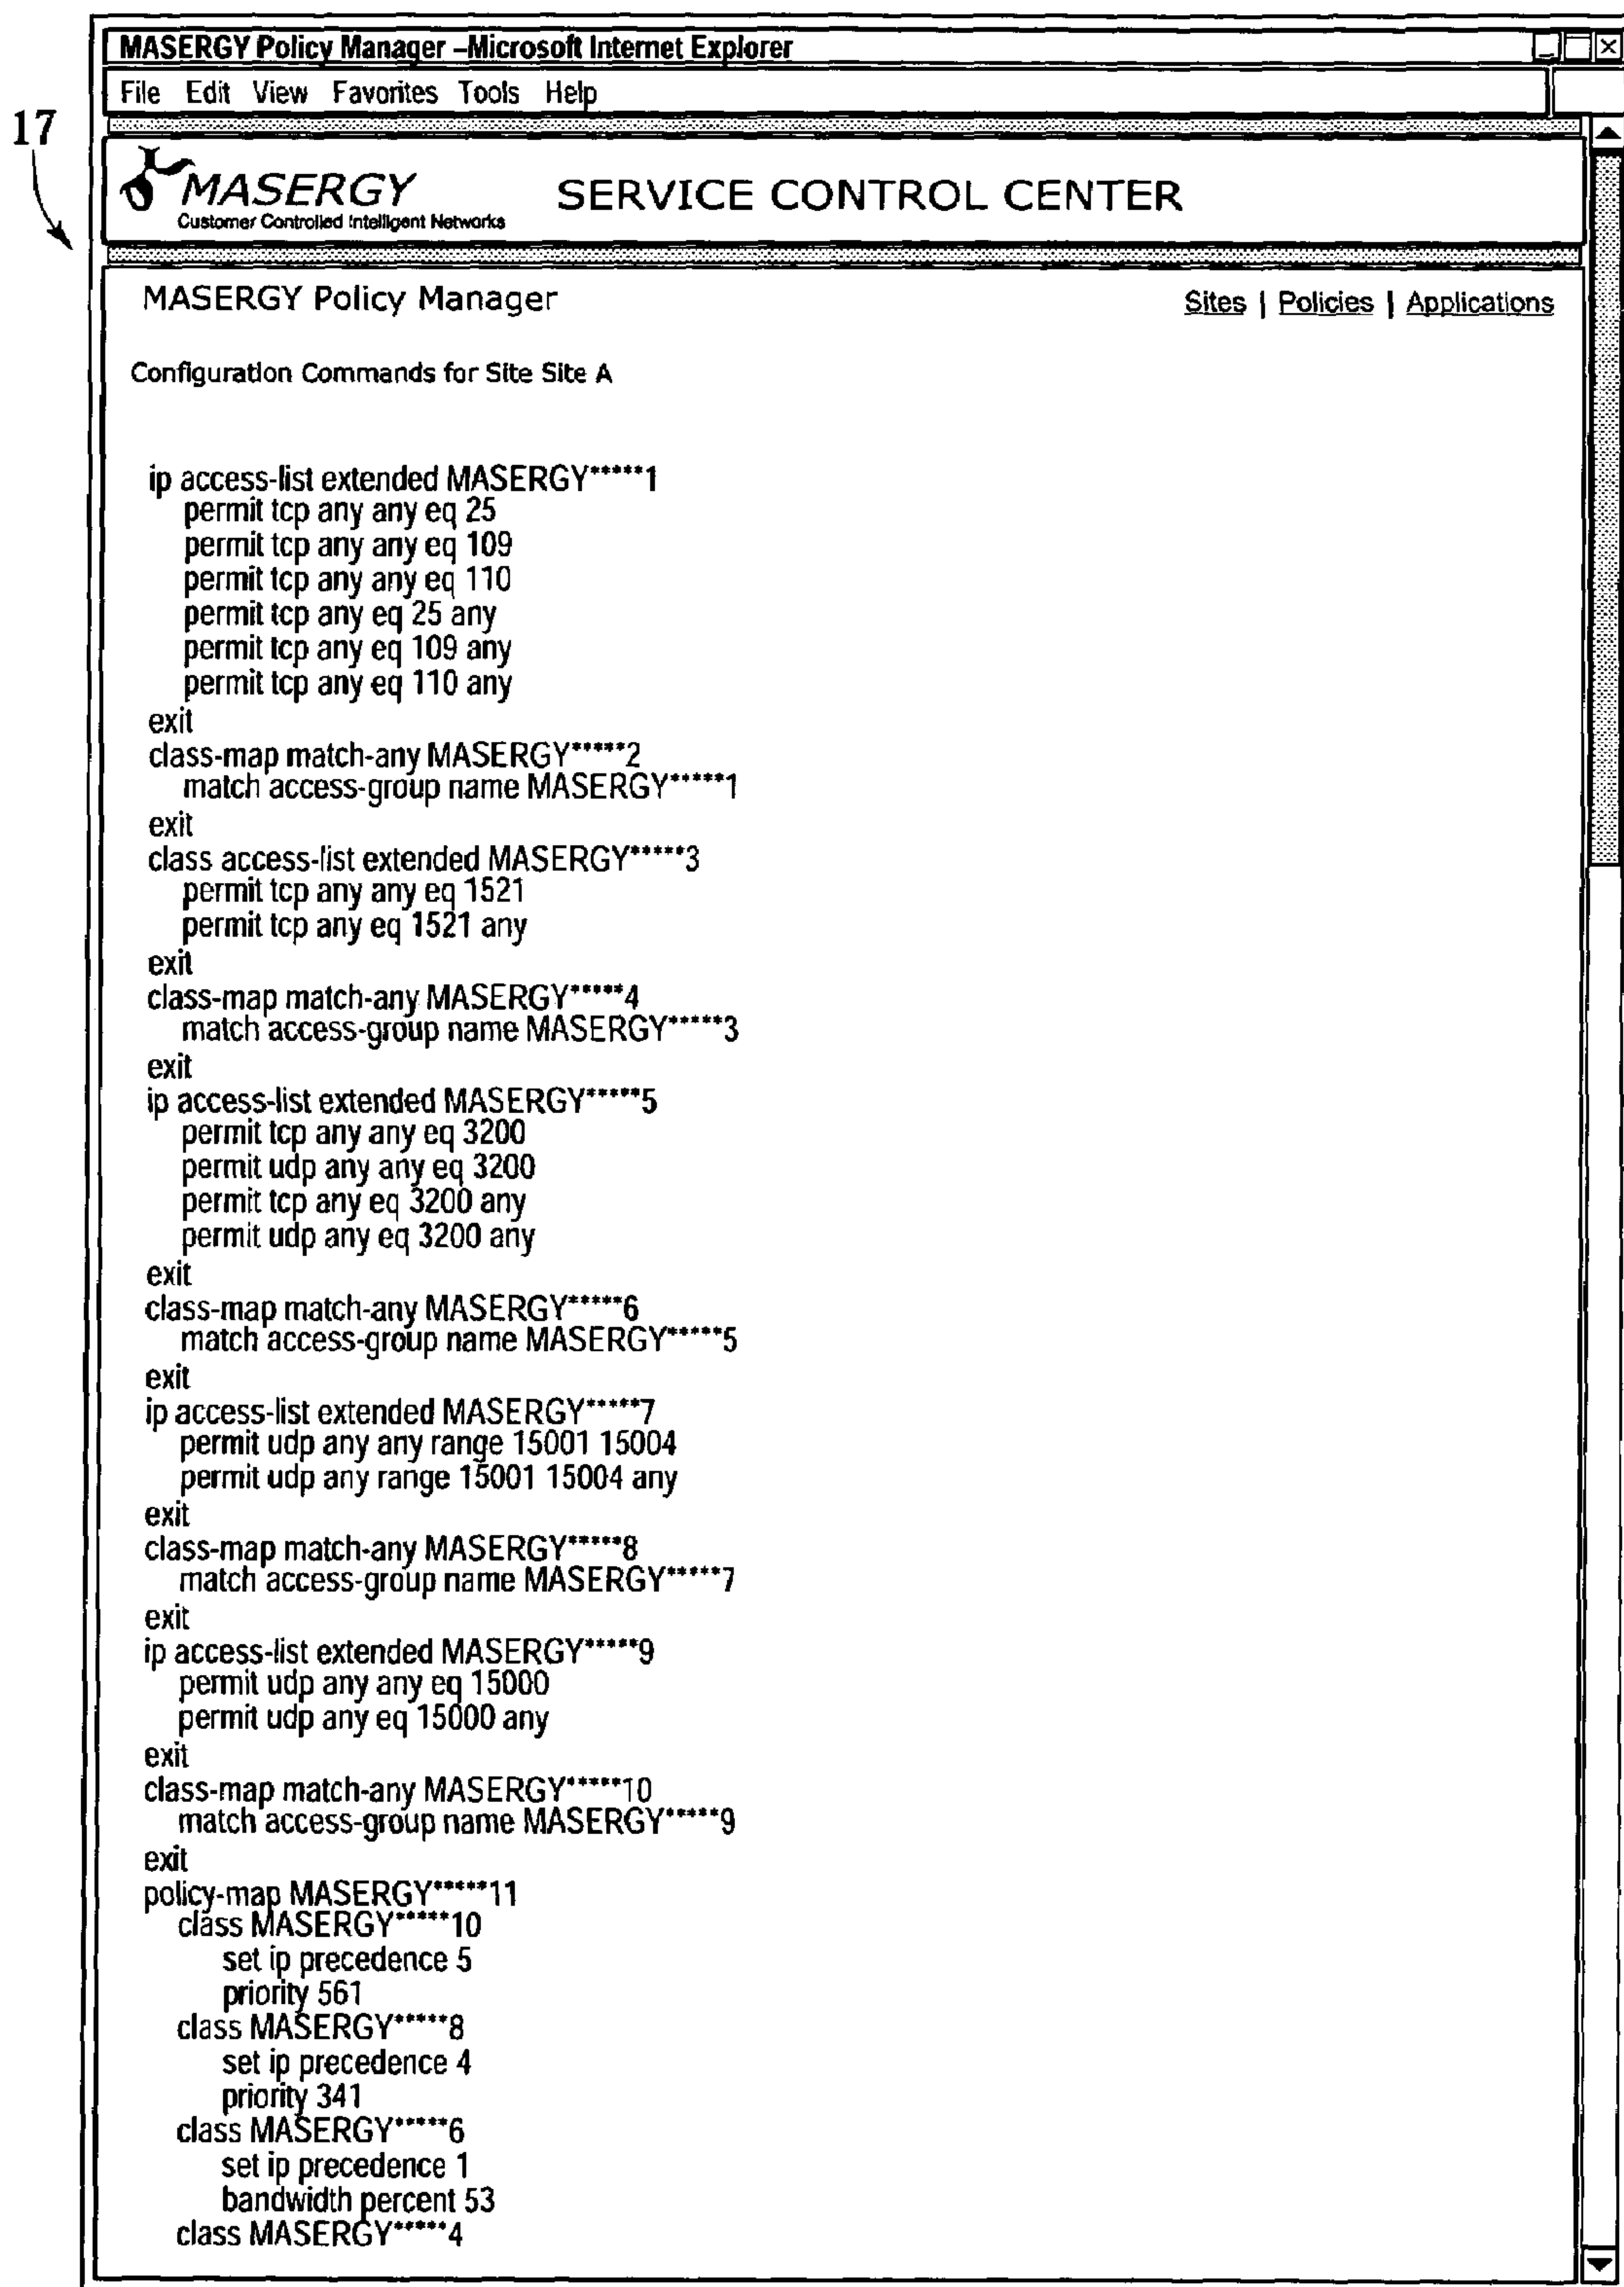 MASERGY Policy Manager –Microsoft Internet Explorer
File Edit View Favorites Tools Help
17
MASERGY
Customer Controlled Intelligent Networks
SERVICE CONTROL CENTER
MASERGY Policy Manager
Sites | Policies | Applications
Configuration Commands for Site Site A
ip access-list extended MASERGY*****1
permit tcp any any eq 25
permit tcp any any eq 109
permit tcp any any eq 110
permit tcp any eq 25 any
permit tcp any eq 109 any
permit tcp any eq 110 any
exit
class-map match-any MASERGY*****2
match access-group name MASERGY*****1
exit
class access-list extended MASERGY*****3
permit tcp any any eq 1521
permit tcp any eq 1521 any
exit
class-map match-any MASERGY*****4
match access-group name MASERGY*****3
exit
ip access-list extended MASERGY*****5
permit tcp any any eq 3200
permit udp any any eq 3200
permit tcp any eq 3200 any
permit udp any eq 3200 any
exit
class-map match-any MASERGY*****6
match access-group name MASERGY*****5
exit
ip access-list extended MASERGY*****7
permit udp any any range 15001 15004
permit udp any range 15001 15004 any
exit
class-map match-any MASERGY*****8
match access-group name MASERGY*****7
exit
ip access-list extended MASERGY*****9
permit udp any any eq 15000
permit udp any eq 15000 any
exit
class-map match-any MASERGY*****10
match access-group name MASERGY*****9
exit
policy-map MASERGY*****11
class MASERGY*****10
set ip precedence 5
priority 561
class MASERGY*****8
set ip precedence 4
priority 341
class MASERGY*****6
set ip precedence 1
bandwidth percent 53
class MASERGY*****4